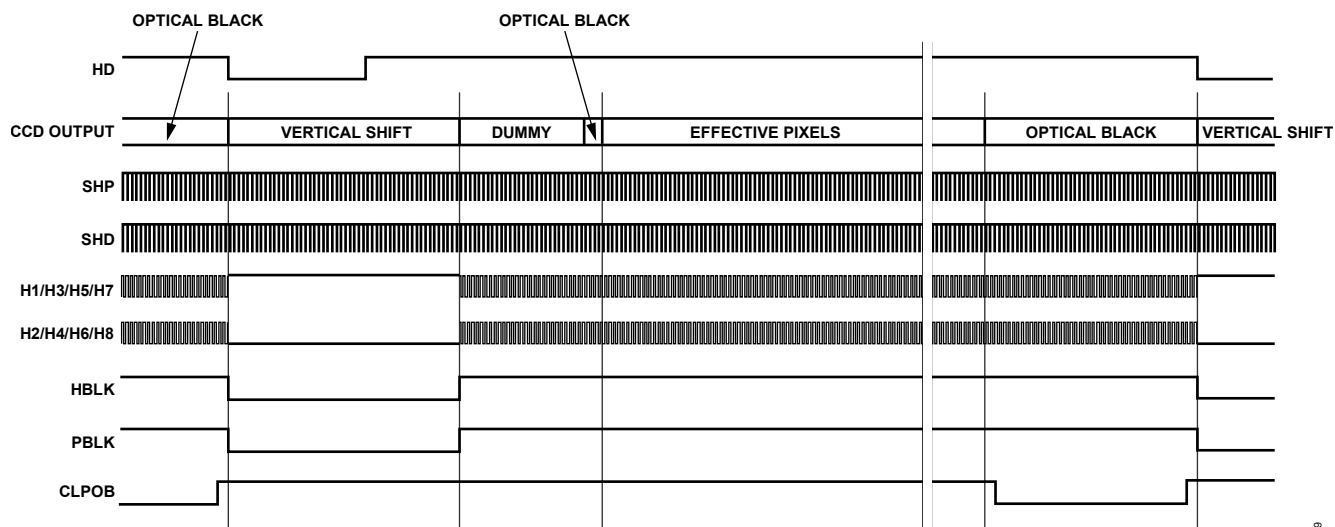 OPTICAL BLACK
OPTICAL BLACK
HD
CCD OUTPUT
VERTICAL SHIFT
DUMMY
EFFECTIVE PIXELS
OPTICAL BLACK
VERTICAL SHIFT
SHP
SHD
H1/H3/H5/H7
H2/H4/H6/H8
HBLK
PBLK
CLPOB